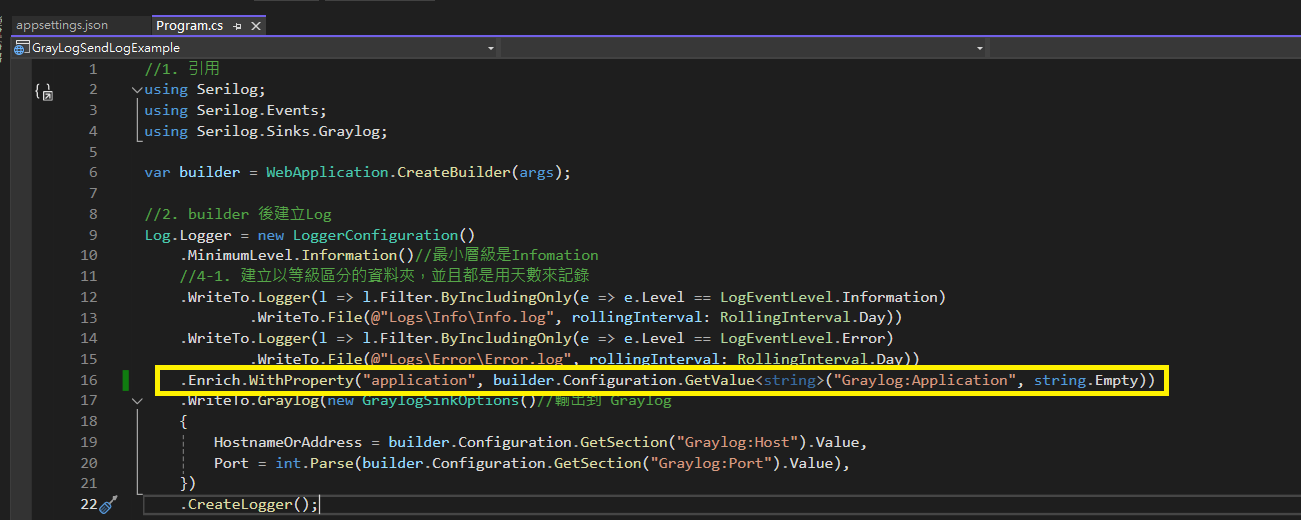 appsettings.json
Program.cs
GrayLogSendLogExample
1 //1. 引用
2 using Serilog;
3 using Serilog.Events;
4 using Serilog.Sinks.Graylog;
5
6 var builder = WebApplication.CreateBuilder(args);
7
8 //2. builder 後建立Log
9 Log.Logger = new LoggerConfiguration()
10 .MinimumLevel.Information()//最小層級是Infomation
11 //4-1. 建立以等級區分的資料夾，並且都是用天數來記錄
12 .WriteTo.Logger(l => l.Filter.ByIncludingOnly(e => e.Level == LogEventLevel.Information)
13 .WriteTo.File(@"Logs\Info\Info.log", rollingInterval: RollingInterval.Day))
14 .WriteTo.Logger(l => l.Filter.ByIncludingOnly(e => e.Level == LogEventLevel.Error)
15 .WriteTo.File(@"Logs\Error\Error.log", rollingInterval: RollingInterval.Day))
16 .Enrich.WithProperty("application", builder.Configuration.GetValue<string>("Graylog:Application", string.Empty))
17 .WriteTo.Graylog(new GraylogSinkOptions()//輸出到 Graylog
18 {
19 HostnameOrAddress = builder.Configuration.GetSection("Graylog:Host").Value,
20 Port = int.Parse(builder.Configuration.GetSection("Graylog:Port").Value),
21 })
22 .CreateLogger();